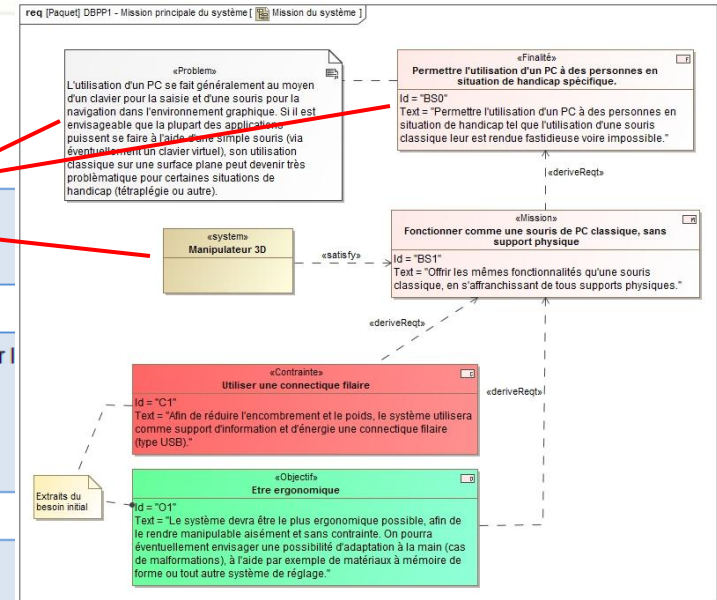 req [Paquet] DBPP1 - Mission principale du système [ Mission du système ]
«Problem»
L'utilisation d'un PC se fait généralement au moyen
d'un clavier pour la saisie et d'une souris pour la
navigation dans l'environnement graphique. Si il est
envisageable que la plupart des applications
puissent se faire à l'aide d'une simple souris (via
éventuellement un clavier virtuel), son utilisation
classique sur une surface plane peut devenir très
problèmatique pour certaines situations de
handicap (tétraplégie ou autre).
«Finalité»
F
Permettre l'utilisation d'un PC à des personnes en
situation de handicap spécifique.
Id = "BS0"
Text = "Permettre l'utilisation d'un PC à des personnes en
situation de handicap tel que l'utilisation d'une souris
classique leur est rendue fastidieuse voire impossible."
«deriveReqt»
«system»
Manipulateur 3D
«satisfy»
«Mission»
M
Fonctionner comme une souris de PC classique, sans
support physique
Id = "BS1"
Text = "Offrir les mêmes fonctionnalités qu'une souris
classique, en s'affranchissant de tous supports physiques."
r l
«deriveReqt»
«deriveReqt»
«Contrainte»
C
Utiliser une connectique filaire
Id = "C1"
Text = "Afin de réduire l'encombrement et le poids, le système utilisera
comme support d'information et d'énergie une connectique filaire
(type USB)."
Extraits du
besoin initial
«Objectif»
O
Etre ergonomique
Id = "O1"
Text = "Le système devra être le plus ergonomique possible, afin de
le rendre manipulable aisément et sans contrainte. On pourra
éventuellement envisager une possibilité d'adaptation à la main (cas
de malformations), à l'aide par exemple de matériaux à mémoire de
forme ou tout autre système de réglage."